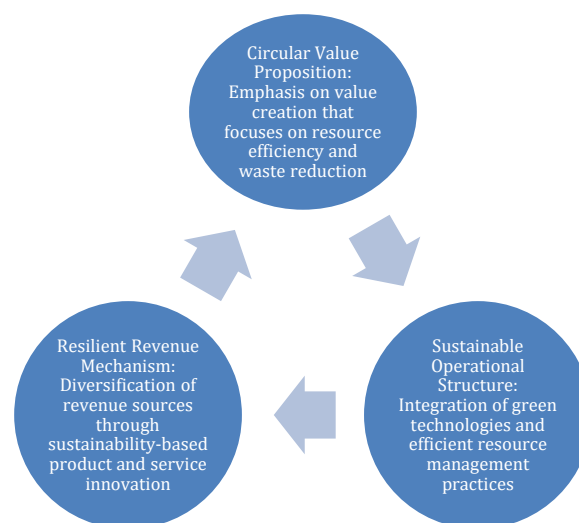 Circular Value
Proposition:
Emphasis on value
creation that
focuses on resource
efficiency and
waste reduction
Sustainable
Operational
Structure:
Integration of green
technologies and
efficient resource
management
practices
Resilient Revenue
Mechanism:
Diversification of
revenue sources
through
sustainability-based
product and service
innovation